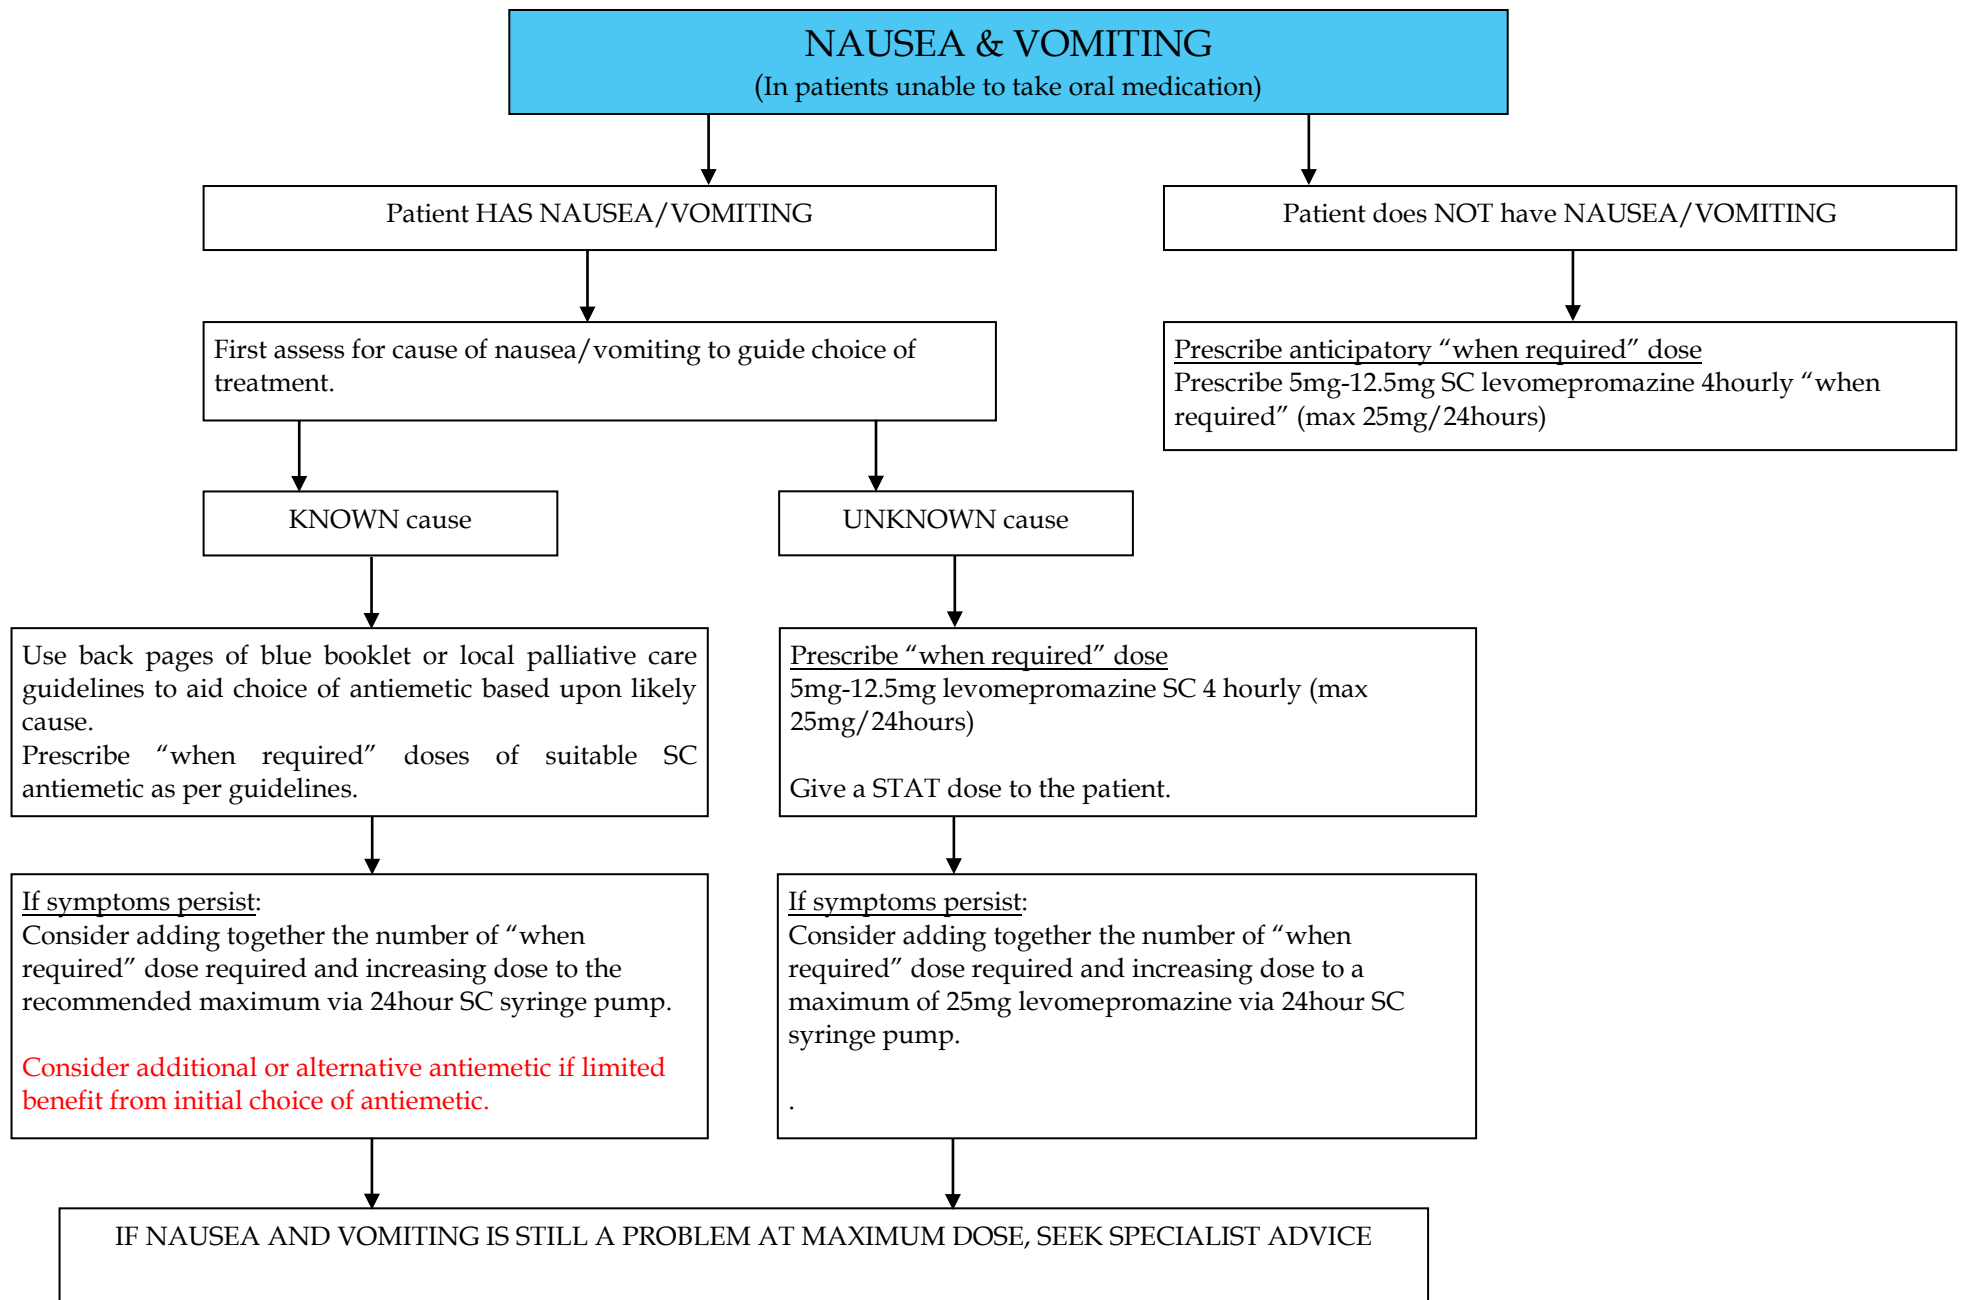 NAUSEA & VOMITING
(In patients unable to take oral medication)
Patient HAS NAUSEA/VOMITING
Patient does NOT have NAUSEA/VOMITING
First assess for cause of nausea/vomiting to guide choice of
treatment.
Prescribe anticipatory “when required” dose
Prescribe 5mg-12.5mg SC levomepromazine 4hourly “when
required” (max 25mg/24hours)
KNOWN cause
UNKNOWN cause
Use back pages of blue booklet or local palliative care
guidelines to aid choice of antiemetic based upon likely
cause.
Prescribe “when required” doses of suitable SC
antiemetic as per guidelines.
Prescribe “when required” dose
5mg-12.5mg levomepromazine SC 4 hourly (max
25mg/24hours)
Give a STAT dose to the patient.
If symptoms persist:
Consider adding together the number of “when
required” dose required and increasing dose to the
recommended maximum via 24hour SC syringe pump.
Consider additional or alternative antiemetic if limited
benefit from initial choice of antiemetic.
If symptoms persist:
Consider adding together the number of “when
required” dose required and increasing dose to a
maximum of 25mg levomepromazine via 24hour SC
syringe pump.
.
IF NAUSEA AND VOMITING IS STILL A PROBLEM AT MAXIMUM DOSE, SEEK SPECIALIST ADVICE